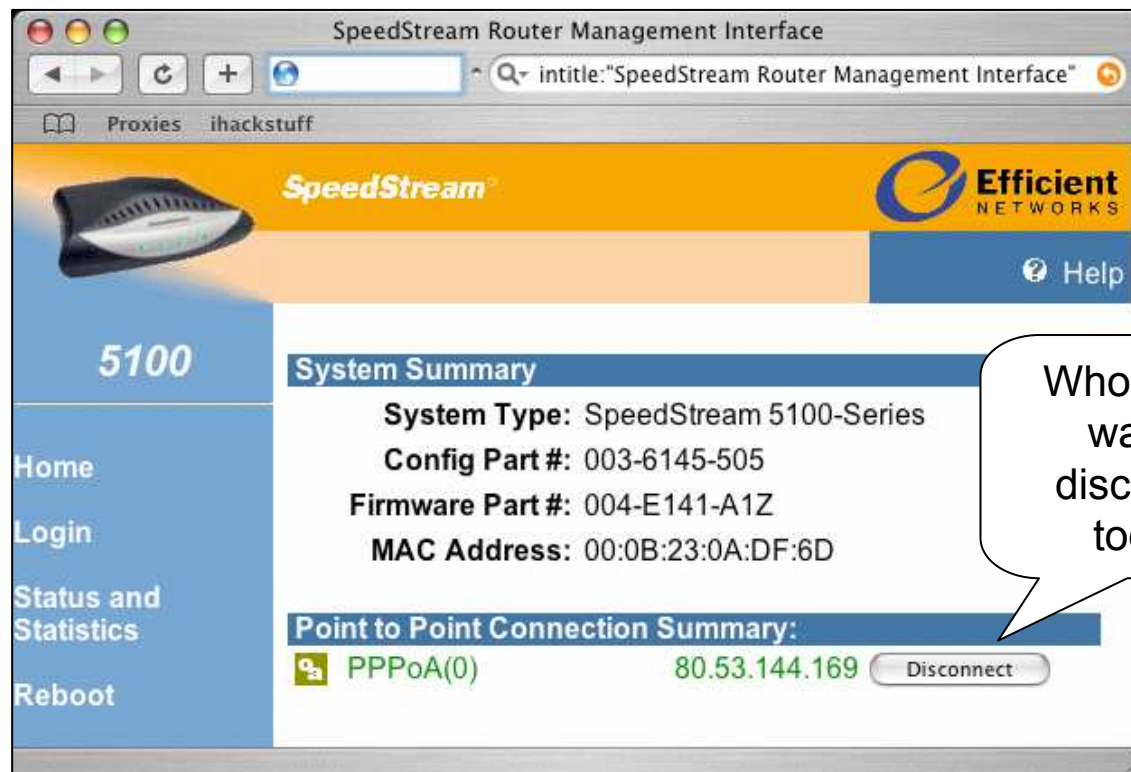 SpeedStream Router Management Interface
intitle:"SpeedStream Router Management Interface"
Proxies ihackstuff
SpeedStream
Efficient
NETWORKS
Help
5100
Home
Login
Status and
Statistics
Reboot
System Summary
System Type: SpeedStream 5100-Series
Config Part #: 003-6145-505
Firmware Part #: 004-E141-A1Z
MAC Address: 00:0B:23:0A:DF:6D
Point to Point Connection Summary:
PPPoA(0) 80.53.144.169 Disconnect
Who